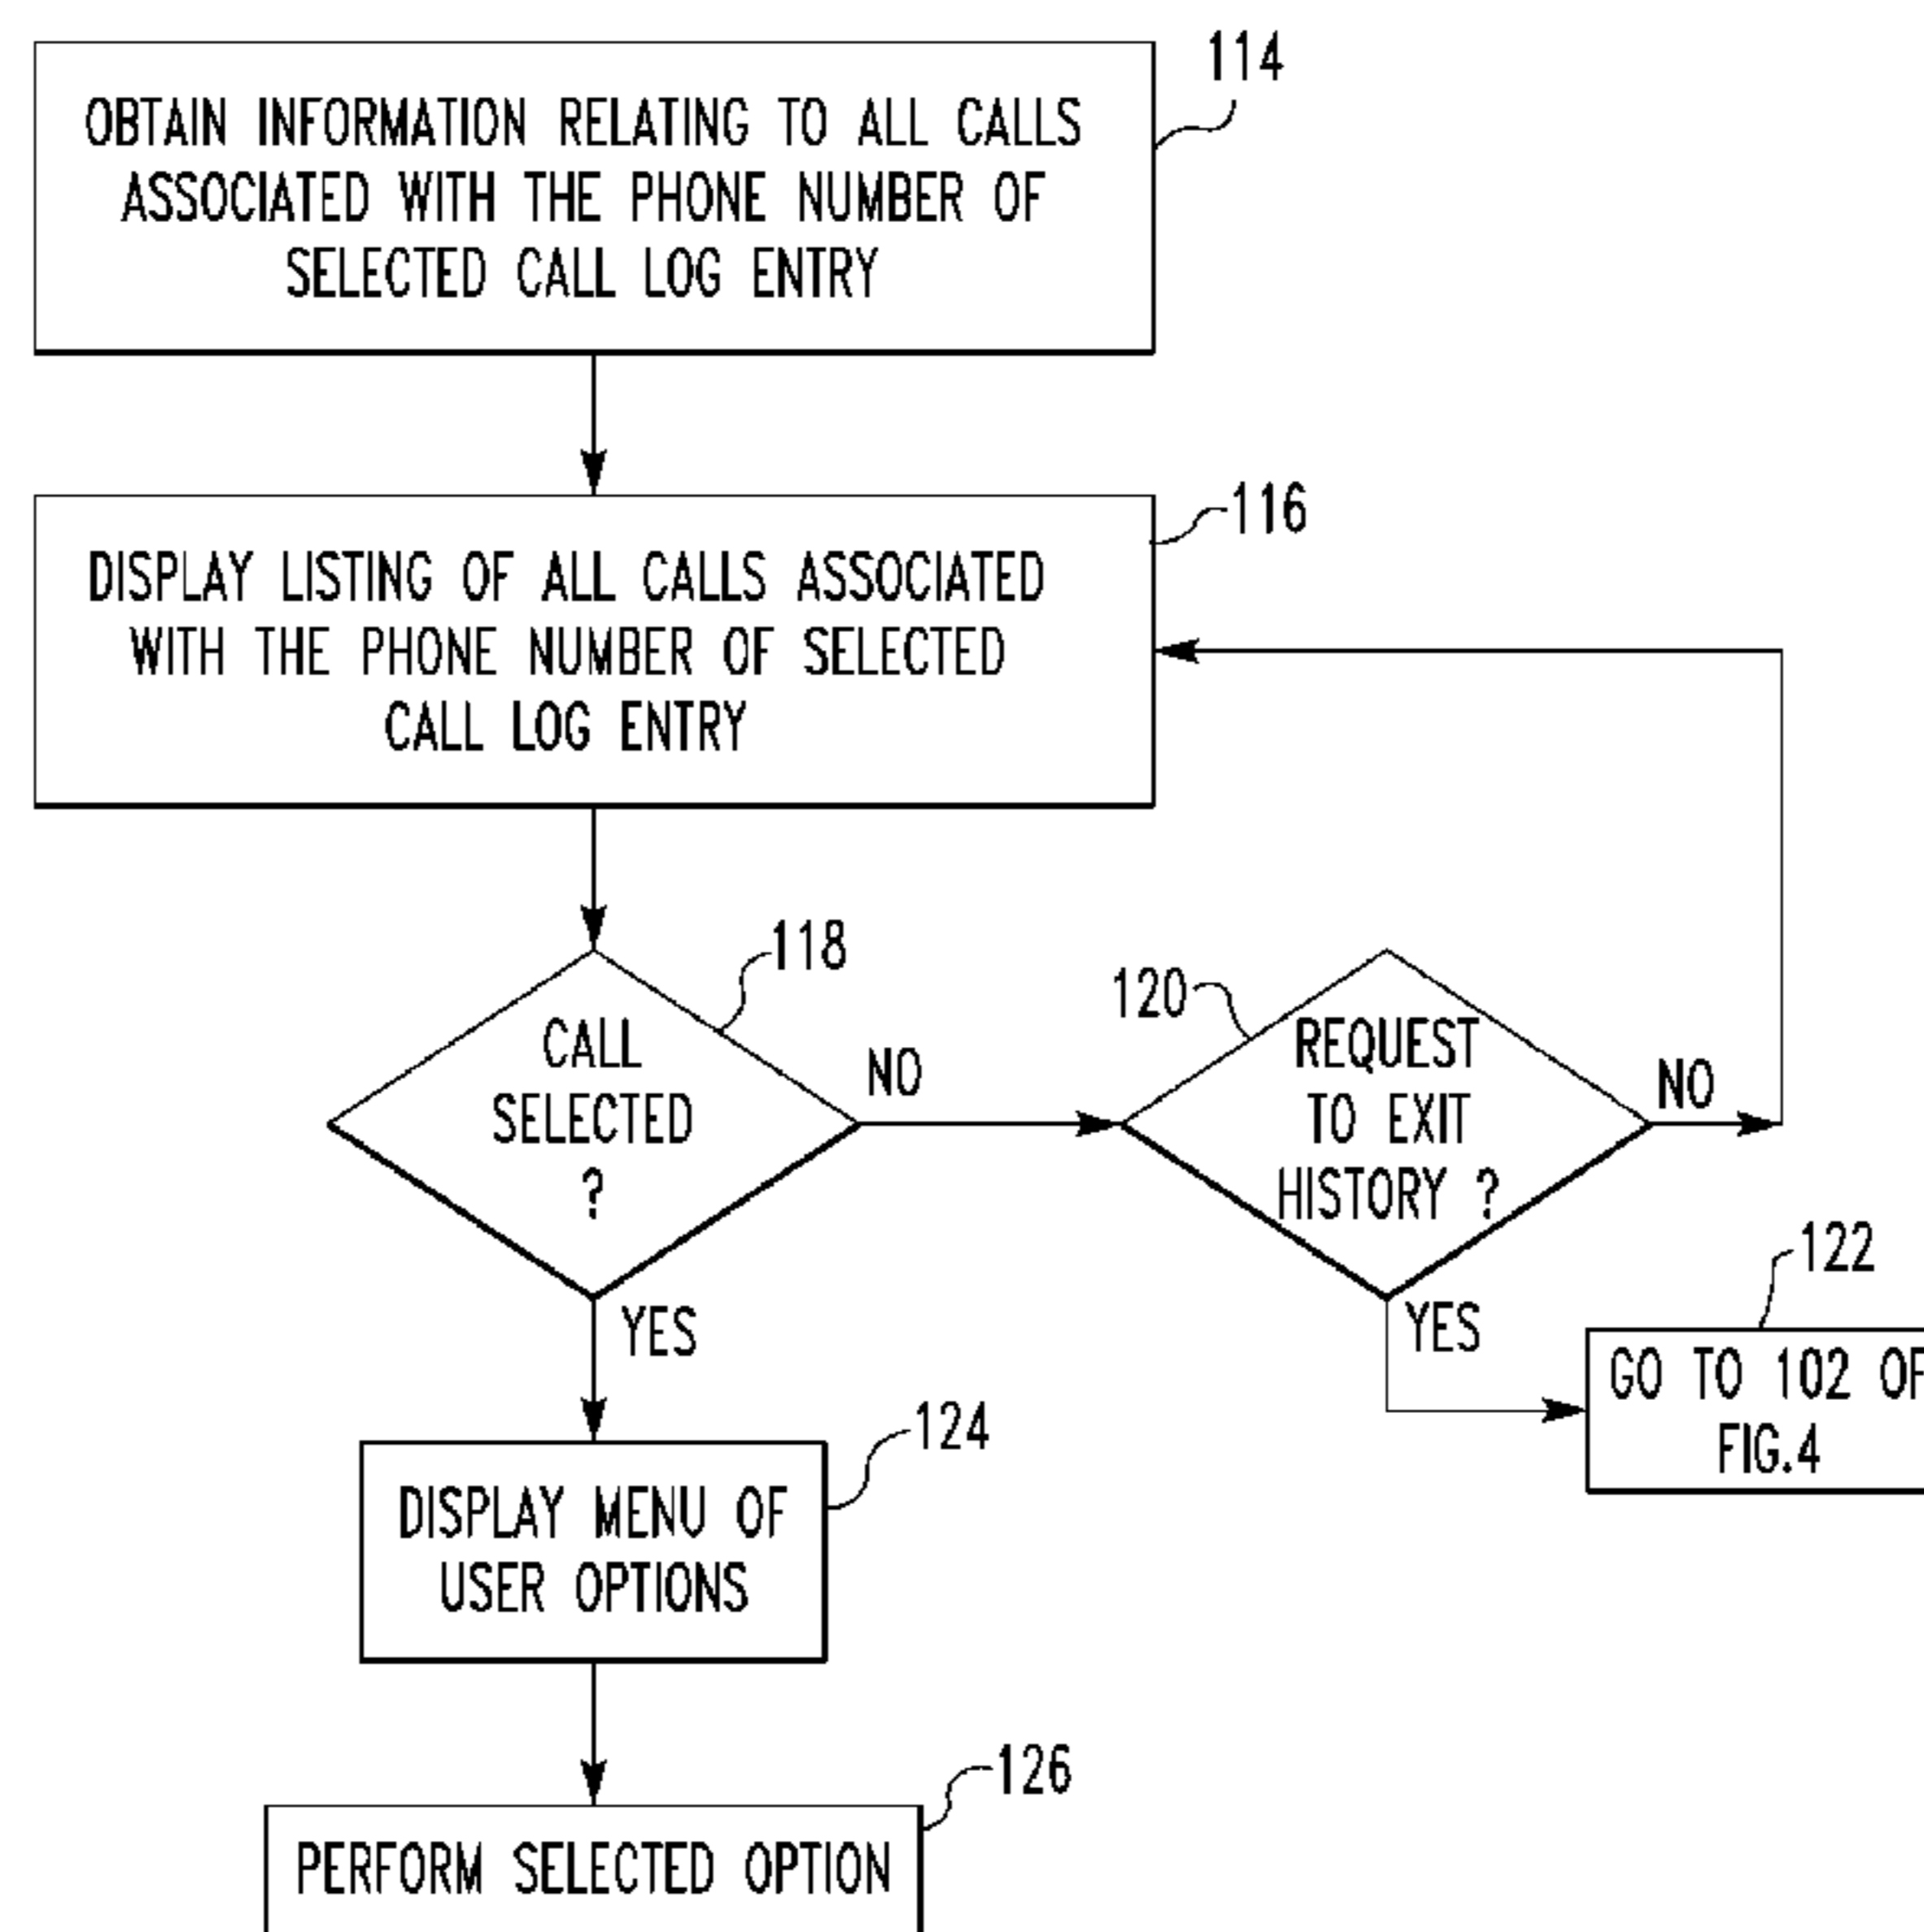 114
OBTAIN INFORMATION RELATING TO ALL CALLS
ASSOCIATED WITH THE PHONE NUMBER OF
SELECTED CALL LOG ENTRY
116
DISPLAY LISTING OF ALL CALLS ASSOCIATED
WITH THE PHONE NUMBER OF SELECTED
CALL LOG ENTRY
118
CALL
SELECTED
?
NO
120
REQUEST
TO EXIT
HISTORY ?
NO
YES
YES
122
GO TO 102 OF
FIG.4
124
DISPLAY MENU OF
USER OPTIONS
126
PERFORM SELECTED OPTION